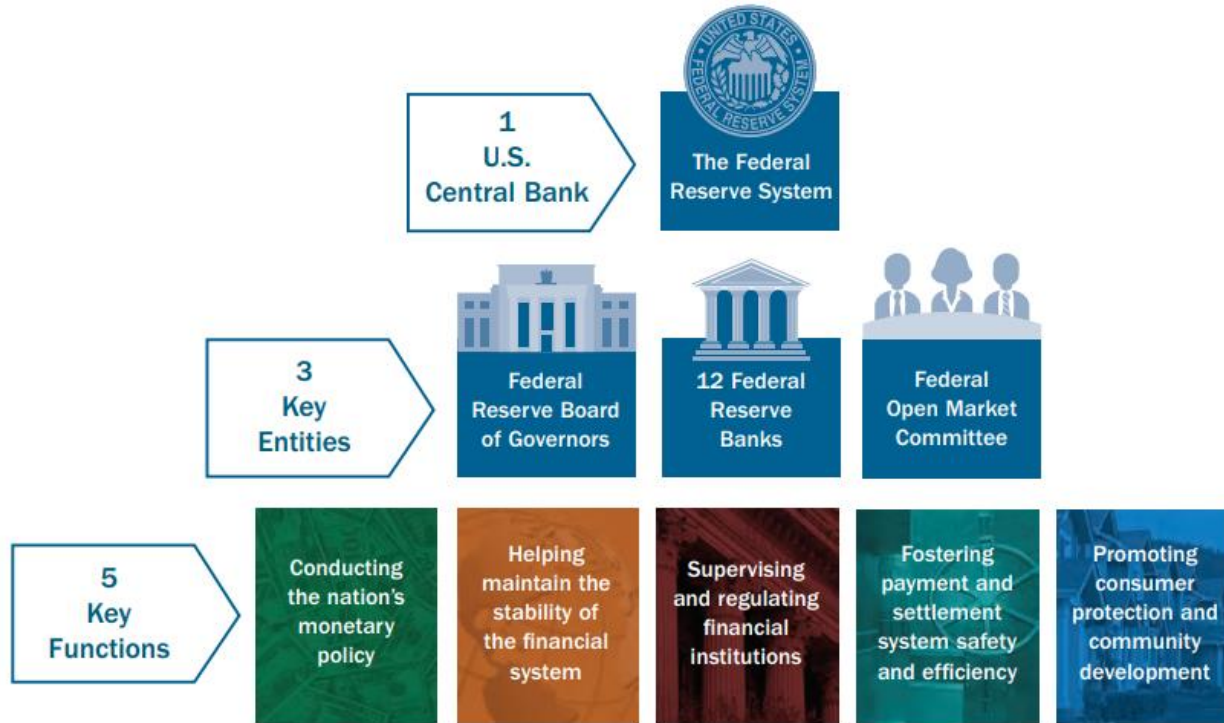 UNITED STATES
FEDERAL RESERVE SYSTEM
1
U.S.
Central Bank
The Federal
Reserve System
3
Key
Entities
Federal
Reserve Board
of Governors
12 Federal
Reserve
Banks
Federal
Open Market
Committee
5
Key
Functions
Conducting
the nation’s
monetary
policy
Helping
maintain the
stability of
the financial
system
Supervising
and regulating
financial
institutions
Fostering
payment and
settlement
system safety
and efficiency
Promoting
consumer
protection and
community
development